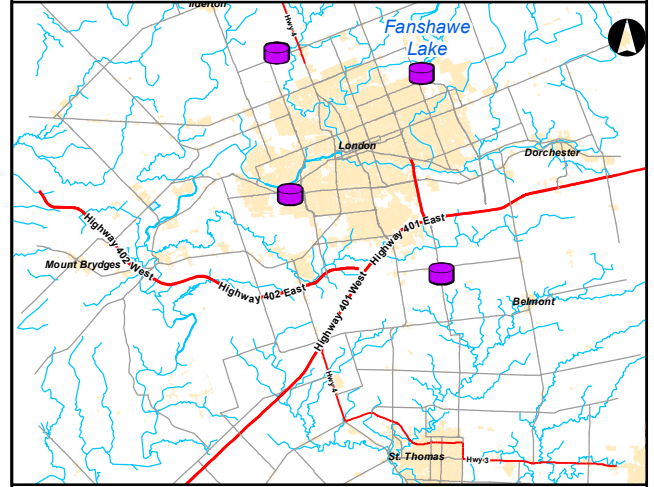 Ilderton
Hwy 4
Fanshawe
Lake
London
Dorchester
Highway 401 East
Highway 402 West
Mount Brydges
Highway 402 East
Highway 401 West
Belmont
Hwy 4
St. Thomas
Hwy-3